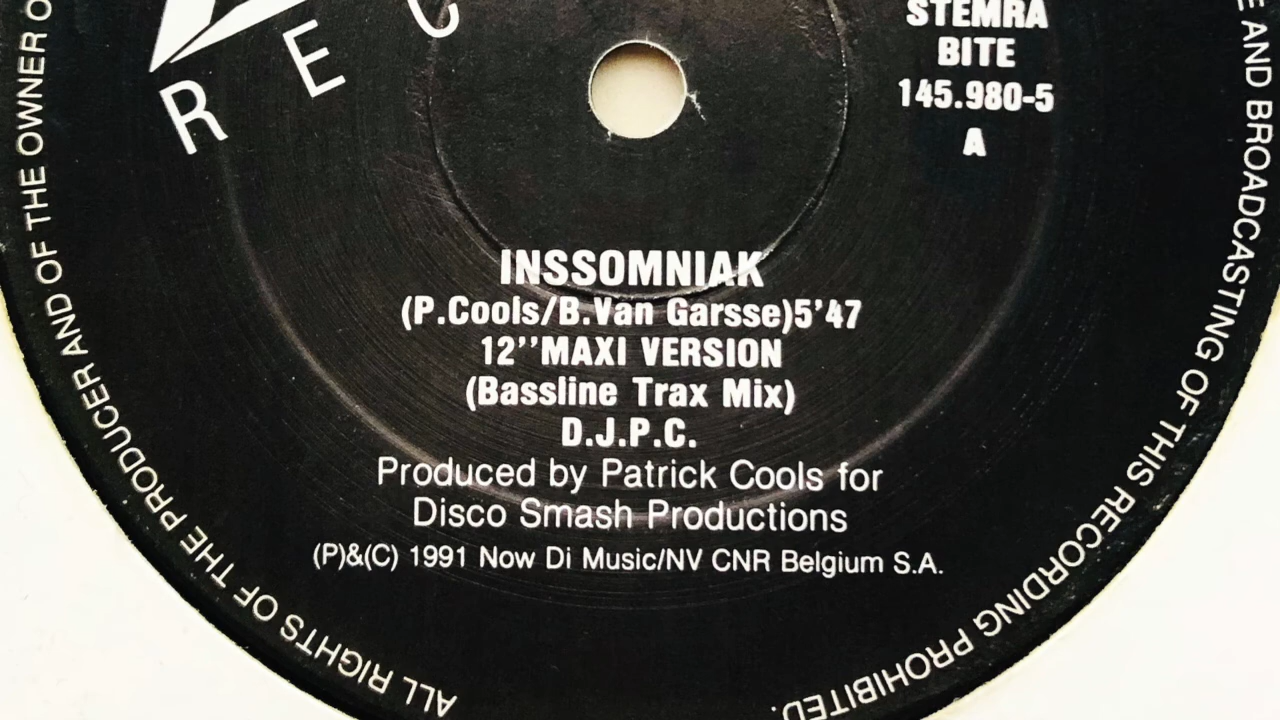 STEMRA
BITE
145.980-5
A
R E C
INSSOMNIAK
(P.Cools/B.Van Garsse)5'47
12''MAXI VERSION
(Bassline Trax Mix)
D.J.P.C.
Produced by Patrick Cools for
Disco Smash Productions
(P)&(C) 1991 Now Di Music/NV CNR Belgium S.A.
ALL RIGHTS OF THE PRODUCER AND OF THE OWNER
AND BROADCASTING OF THIS RECORDING PROHIBITED.